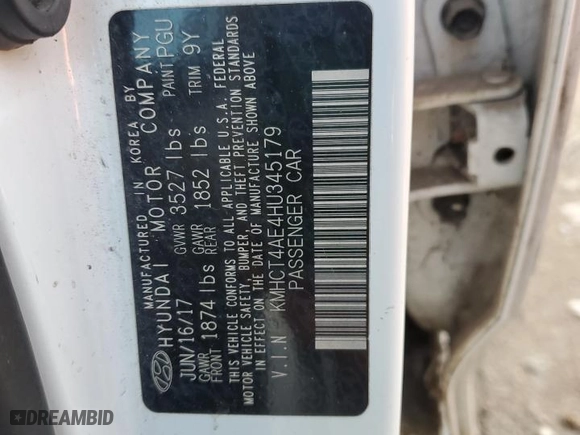 MANUFACTURED IN KOREA BY
HYUNDAI MOTOR COMPANY
JUN/16/17 GVWR 3527 lbs PAINT PGU
GAWR FRONT 1874 lbs GAWR REAR 1852 lbs TRIM 9Y
THIS VEHICLE CONFORMS TO ALL APPLICABLE U.S.A. FEDERAL
MOTOR VEHICLE SAFETY, BUMPER, AND THEFT PREVENTION STANDARDS
IN EFFECT ON THE DATE OF MANUFACTURE SHOWN ABOVE
V.I.N KMHCT4AE4HU345179
PASSENGER CAR
DREAMBID